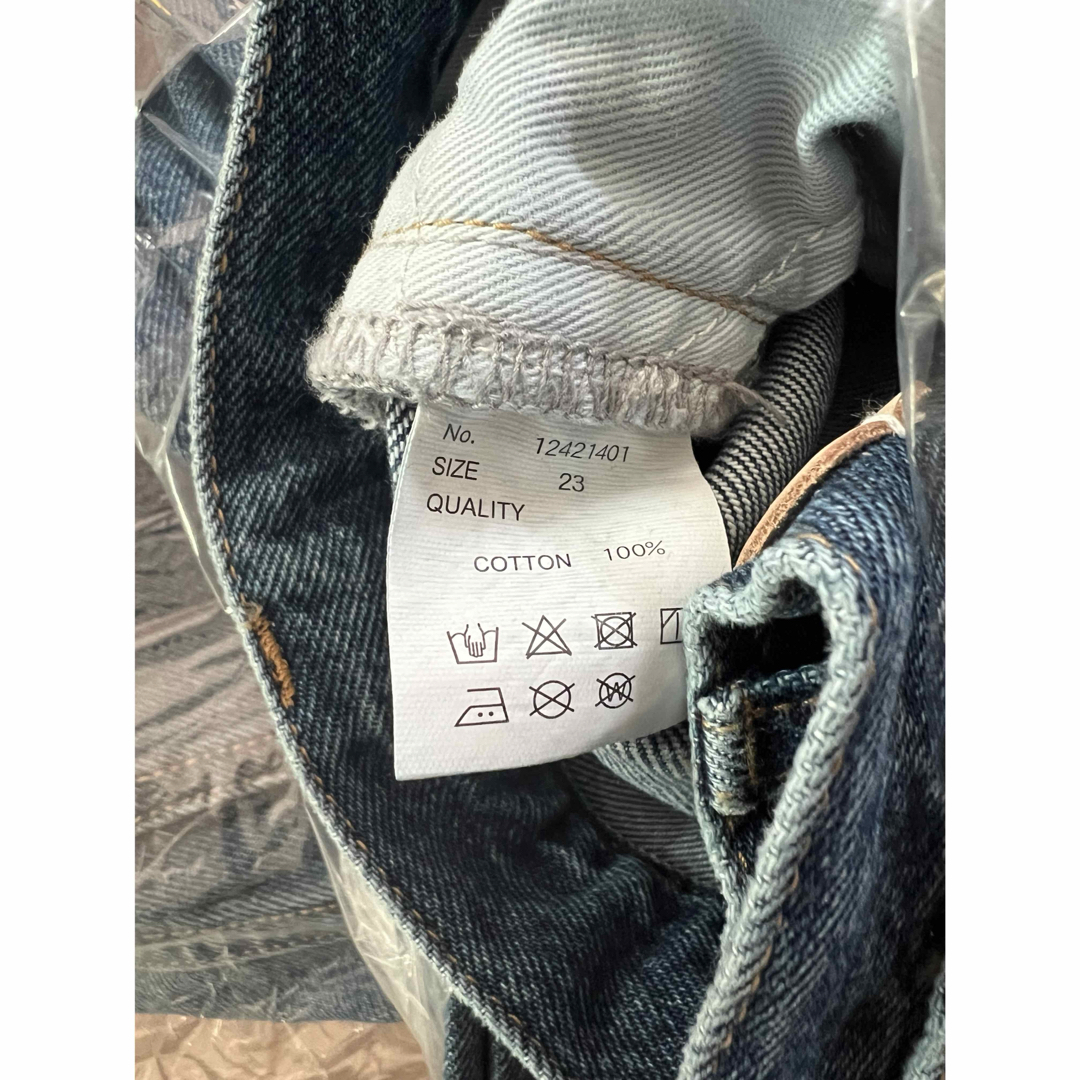 No. 12421401
SIZE 23
QUALITY
COTTON 100%
W